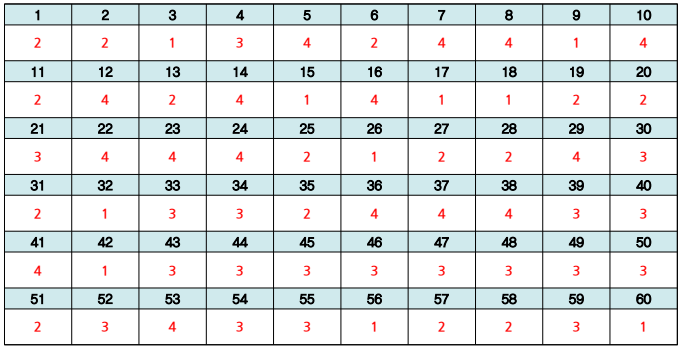 1 2 3 4 5 6 7 8 9 10
2 2 1 3 4 2 4 4 1 4
11 12 13 14 15 16 17 18 19 20
2 4 2 4 1 4 1 1 2 2
21 22 23 24 25 26 27 28 29 30
3 4 4 4 2 1 2 2 4 3
31 32 33 34 35 36 37 38 39 40
2 1 3 3 2 4 4 4 3 3
41 42 43 44 45 46 47 48 49 50
4 1 3 3 3 3 3 3 3 3
51 52 53 54 55 56 57 58 59 60
2 3 4 3 3 1 2 2 3 1